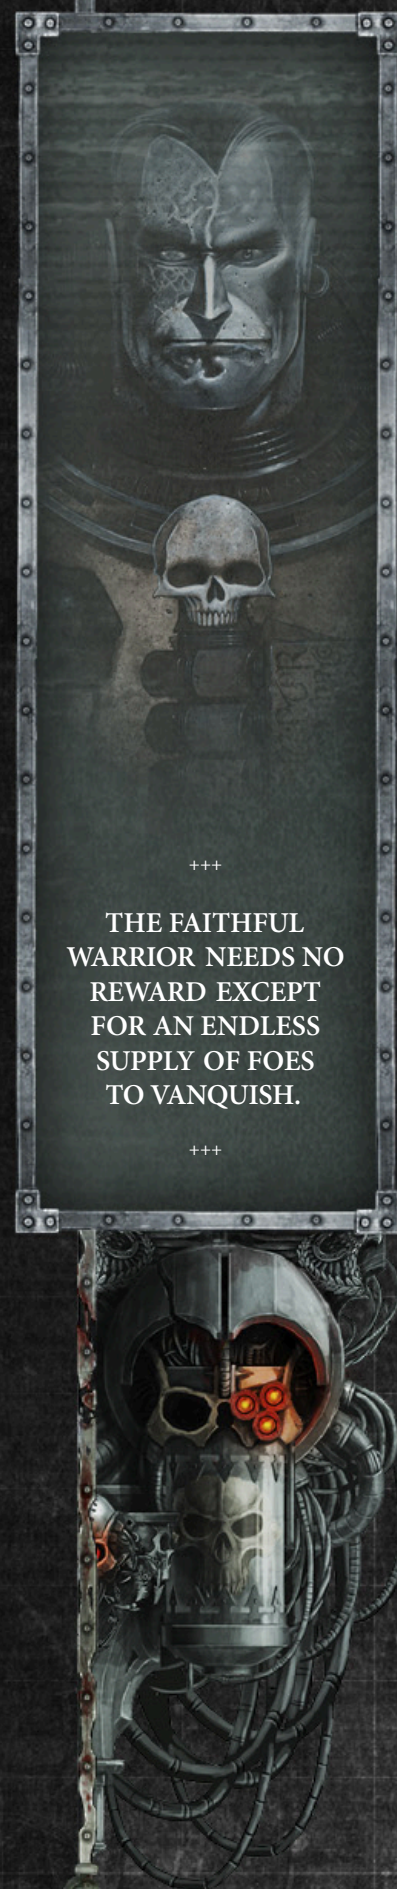 +++
THE FAITHFUL
WARRIOR NEEDS NO
REWARD EXCEPT
FOR AN ENDLESS
SUPPLY OF FOES
TO VANQUISH.
+++